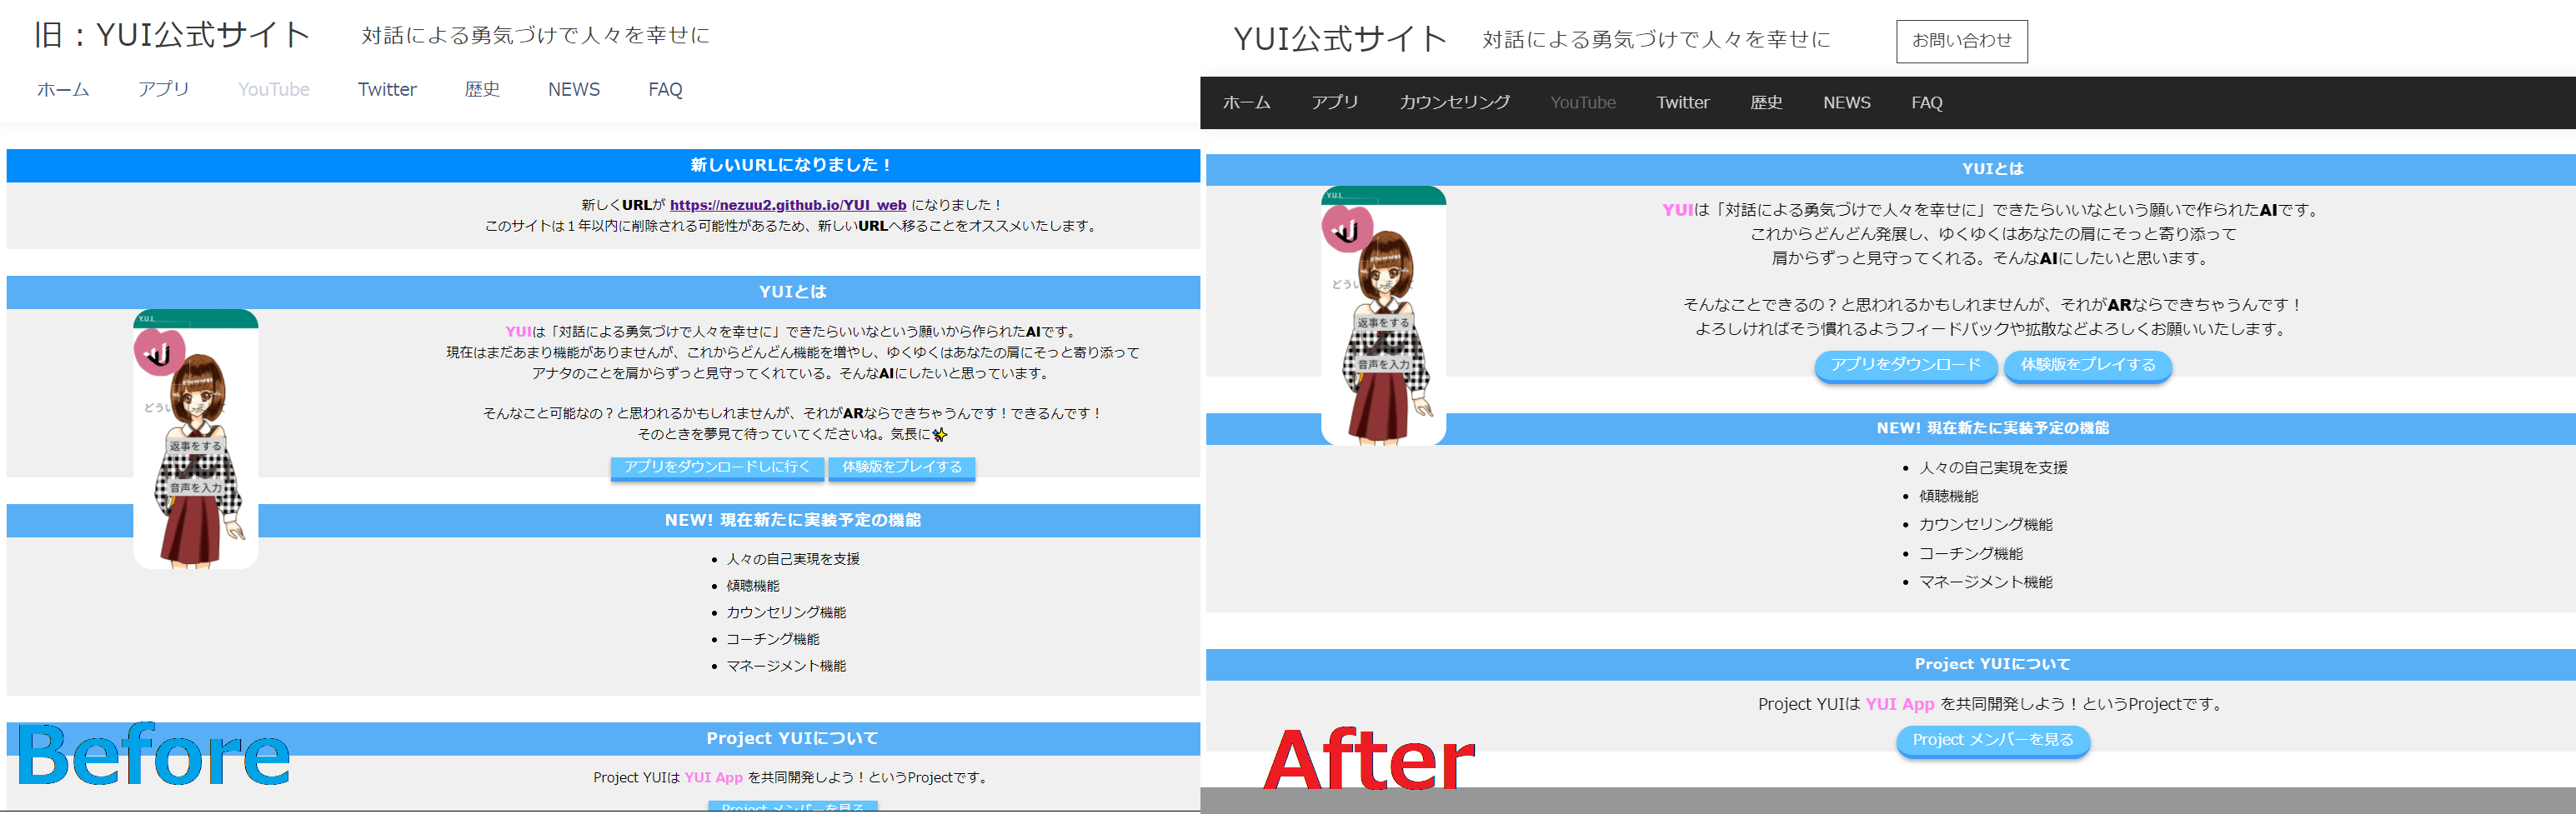 旧：YUI公式サイト
対話による勇気づけで人々を幸せに
ホーム アプリ YouTube Twitter 歴史 NEWS FAQ
新しいURLになりました！
新しくURLが https://nezuu2.github.io/YUI_web になりました！
このサイトは１年以内に削除される可能性があるため、新しいURLへ移ることをオススメいたします。
YUIとは
Y.U.I.
YUIは「対話による勇気づけで人々を幸せに」できたらいいなという願いから作られたAIです。
現在はまだあまり機能がありませんが、これからどんどん機能を増やし、ゆくゆくはあなたの肩にそっと寄り添って
アナタのことを肩からずっと見守ってくれている。そんなAIにしたいと思っています。
そんなこと可能なの？と思われるかもしれませんが、それがARならできちゃうんです！できるんです！
そのときを夢見て待っていてくださいね。気長に✨
返事をする
音声を入力
アプリをダウンロードしに行く 体験版をプレイする
NEW! 現在新たに実装予定の機能
• 人々の自己実現を支援
• 傾聴機能
• カウンセリング機能
• コーチング機能
• マネージメント機能
Project YUIについて
Project YUIは YUI App を共同開発しよう！というProjectです。
Project メンバーを見る
Before
YUI公式サイト
対話による勇気づけで人々を幸せに
お問い合わせ
ホーム アプリ カウンセリング YouTube Twitter 歴史 NEWS FAQ
YUIとは
Y.U.I.
YUIは「対話による勇気づけで人々を幸せに」できたらいいなという願いで作られたAIです。
これからどんどん発展し、ゆくゆくはあなたの肩にそっと寄り添って
肩からずっと見守ってくれる。そんなAIにしたいと思います。
そんなことできるの？と思われるかもしれませんが、それがARならできちゃうんです！
よろしければそう慣れるようフィードバックや拡散などよろしくお願いいたします。
返事をする
音声を入力
アプリをダウンロード 体験版をプレイする
NEW! 現在新たに実装予定の機能
• 人々の自己実現を支援
• 傾聴機能
• カウンセリング機能
• コーチング機能
• マネージメント機能
Project YUIについて
Project YUIは YUI App を共同開発しよう！というProjectです。
Project メンバーを見る
After